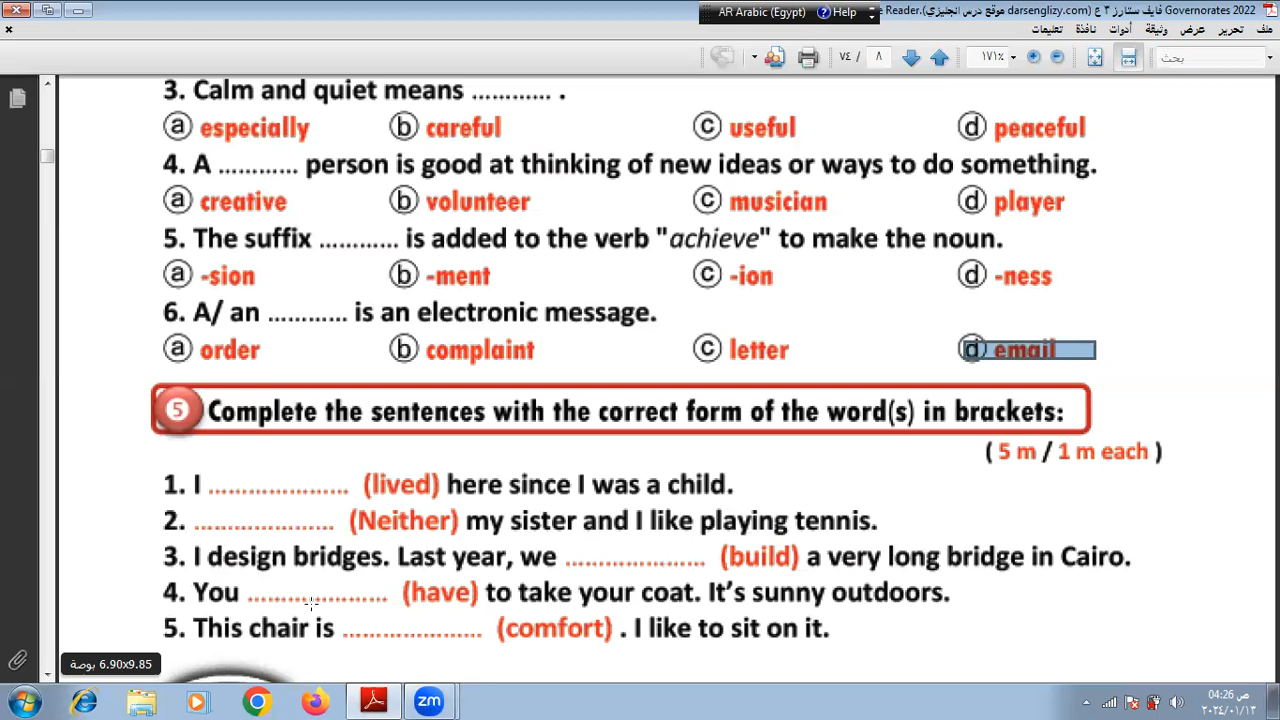 Governorates 2022 فايف ستارز ٣ ع (darsenglizy.com موقع درس انجليزي).
e Reader
AR Arabic (Egypt) Help
ملف تحرير عرض وثيقة أدوات نافذة تعليمات
٧٤ / ٨ ١٧١% بحث
3. Calm and quiet means ………… .
a especially b careful c useful d peaceful
4. A ………… person is good at thinking of new ideas or ways to do something.
a creative b volunteer c musician d player
5. The suffix ………… is added to the verb "achieve" to make the noun.
a -sion b -ment c -ion d -ness
6. A/ an ………… is an electronic message.
a order b complaint c letter d email
5 Complete the sentences with the correct form of the word(s) in brackets:
( 5 m / 1 m each )
1. I ………………… (lived) here since I was a child.
2. ………………… (Neither) my sister and I like playing tennis.
3. I design bridges. Last year, we ………………… (build) a very long bridge in Cairo.
4. You ………………… (have) to take your coat. It’s sunny outdoors.
5. This chair is ………………… (comfort) . I like to sit on it.
6.90x9.85 بوصة
zm
04:26 ص
٢٠٢٤/٠١/١٣